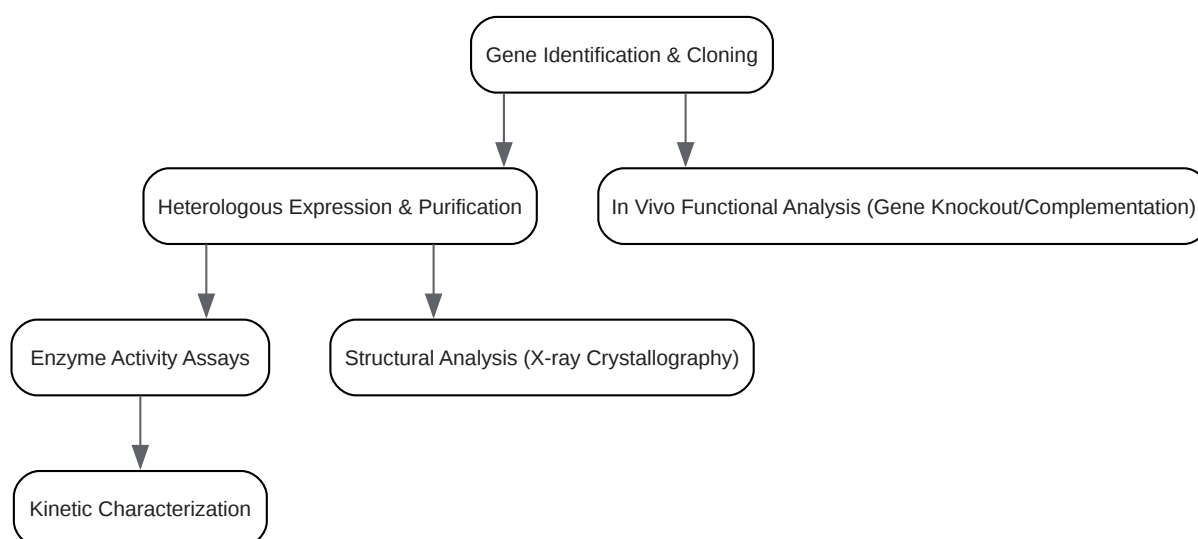 Gene Identification & Cloning
Heterologous Expression & Purification
In Vivo Functional Analysis (Gene Knockout/Complementation)
Enzyme Activity Assays
Structural Analysis (X-ray Crystallography)
Kinetic Characterization